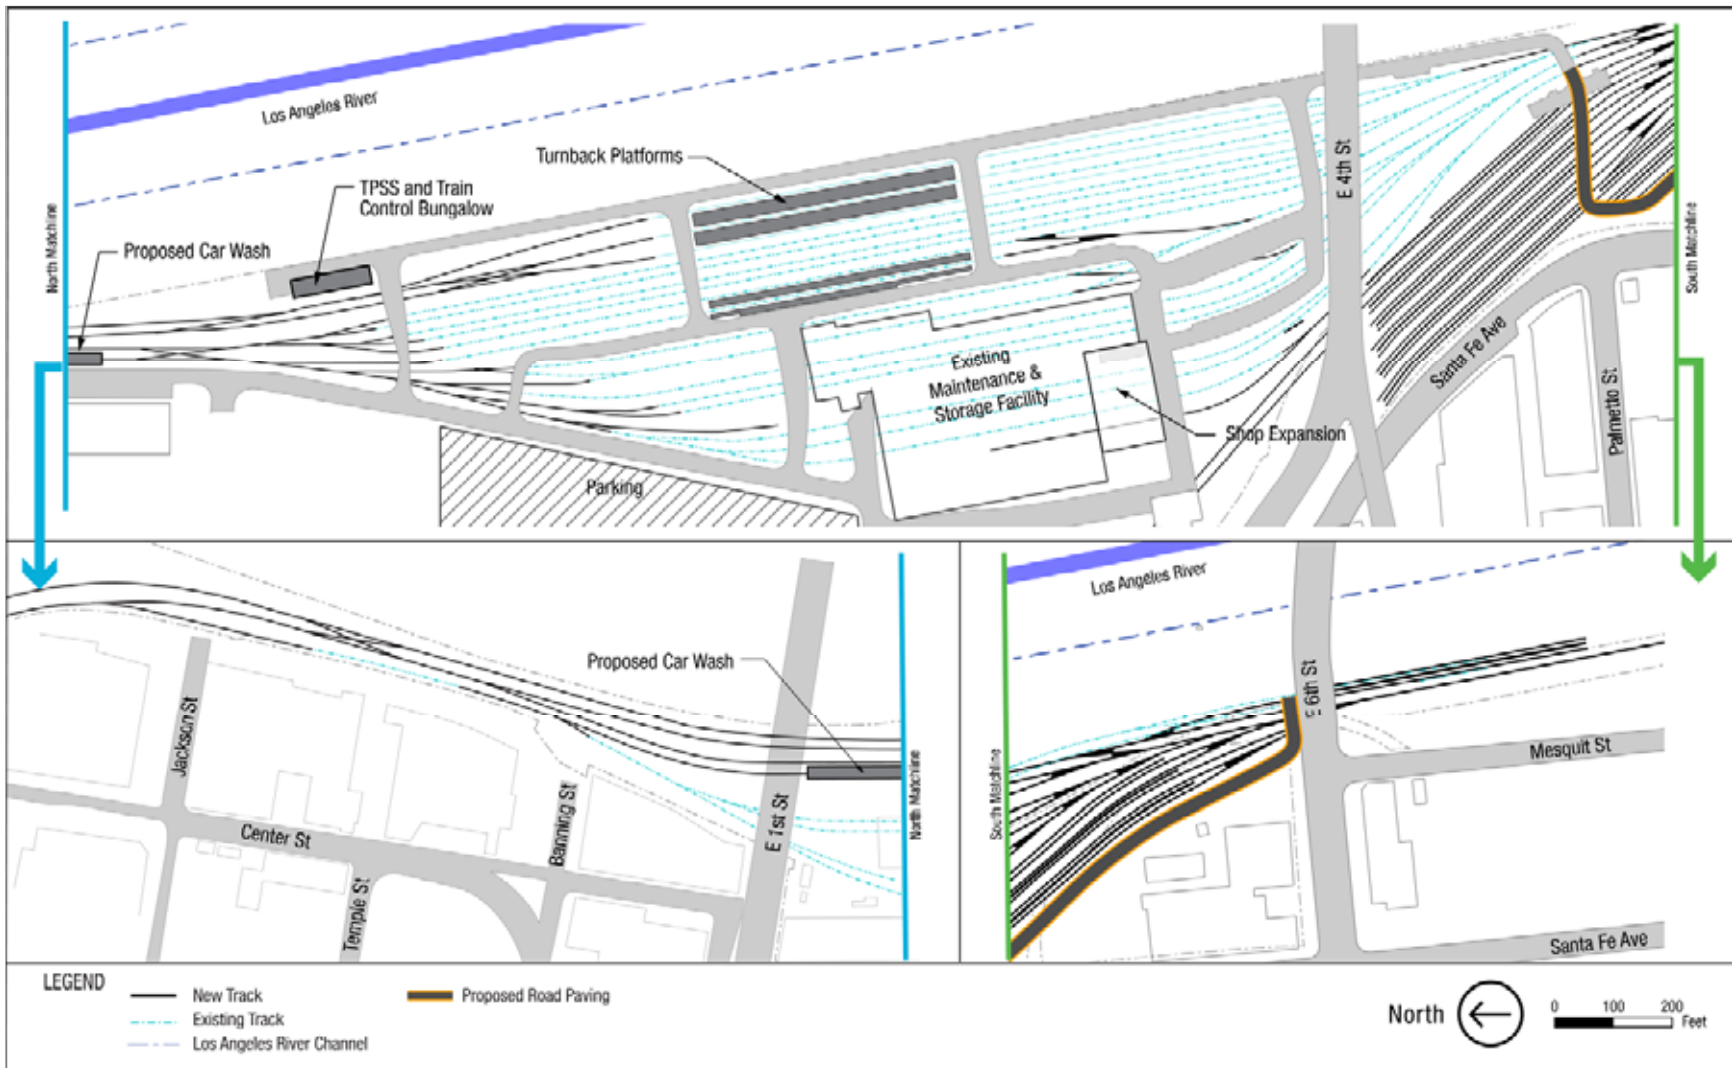 Los Angeles River
Turnback Platforms
TPSS and Train
Control Bungalow
Proposed Car Wash
North Matchline
E 4th St
South Matchline
Existing
Maintenance &
Storage Facility
Shop Expansion
Santa Fe Ave
Palmetto St
Parking
Proposed Car Wash
Jackson St
Center St
Temple St
Banning St
E 1st St
North Matchline
Los Angeles River
South Matchline
E 6th St
Mesquit St
Santa Fe Ave
LEGEND
New Track
Existing Track
Los Angeles River Channel
Proposed Road Paving
North
0 100 200
Feet